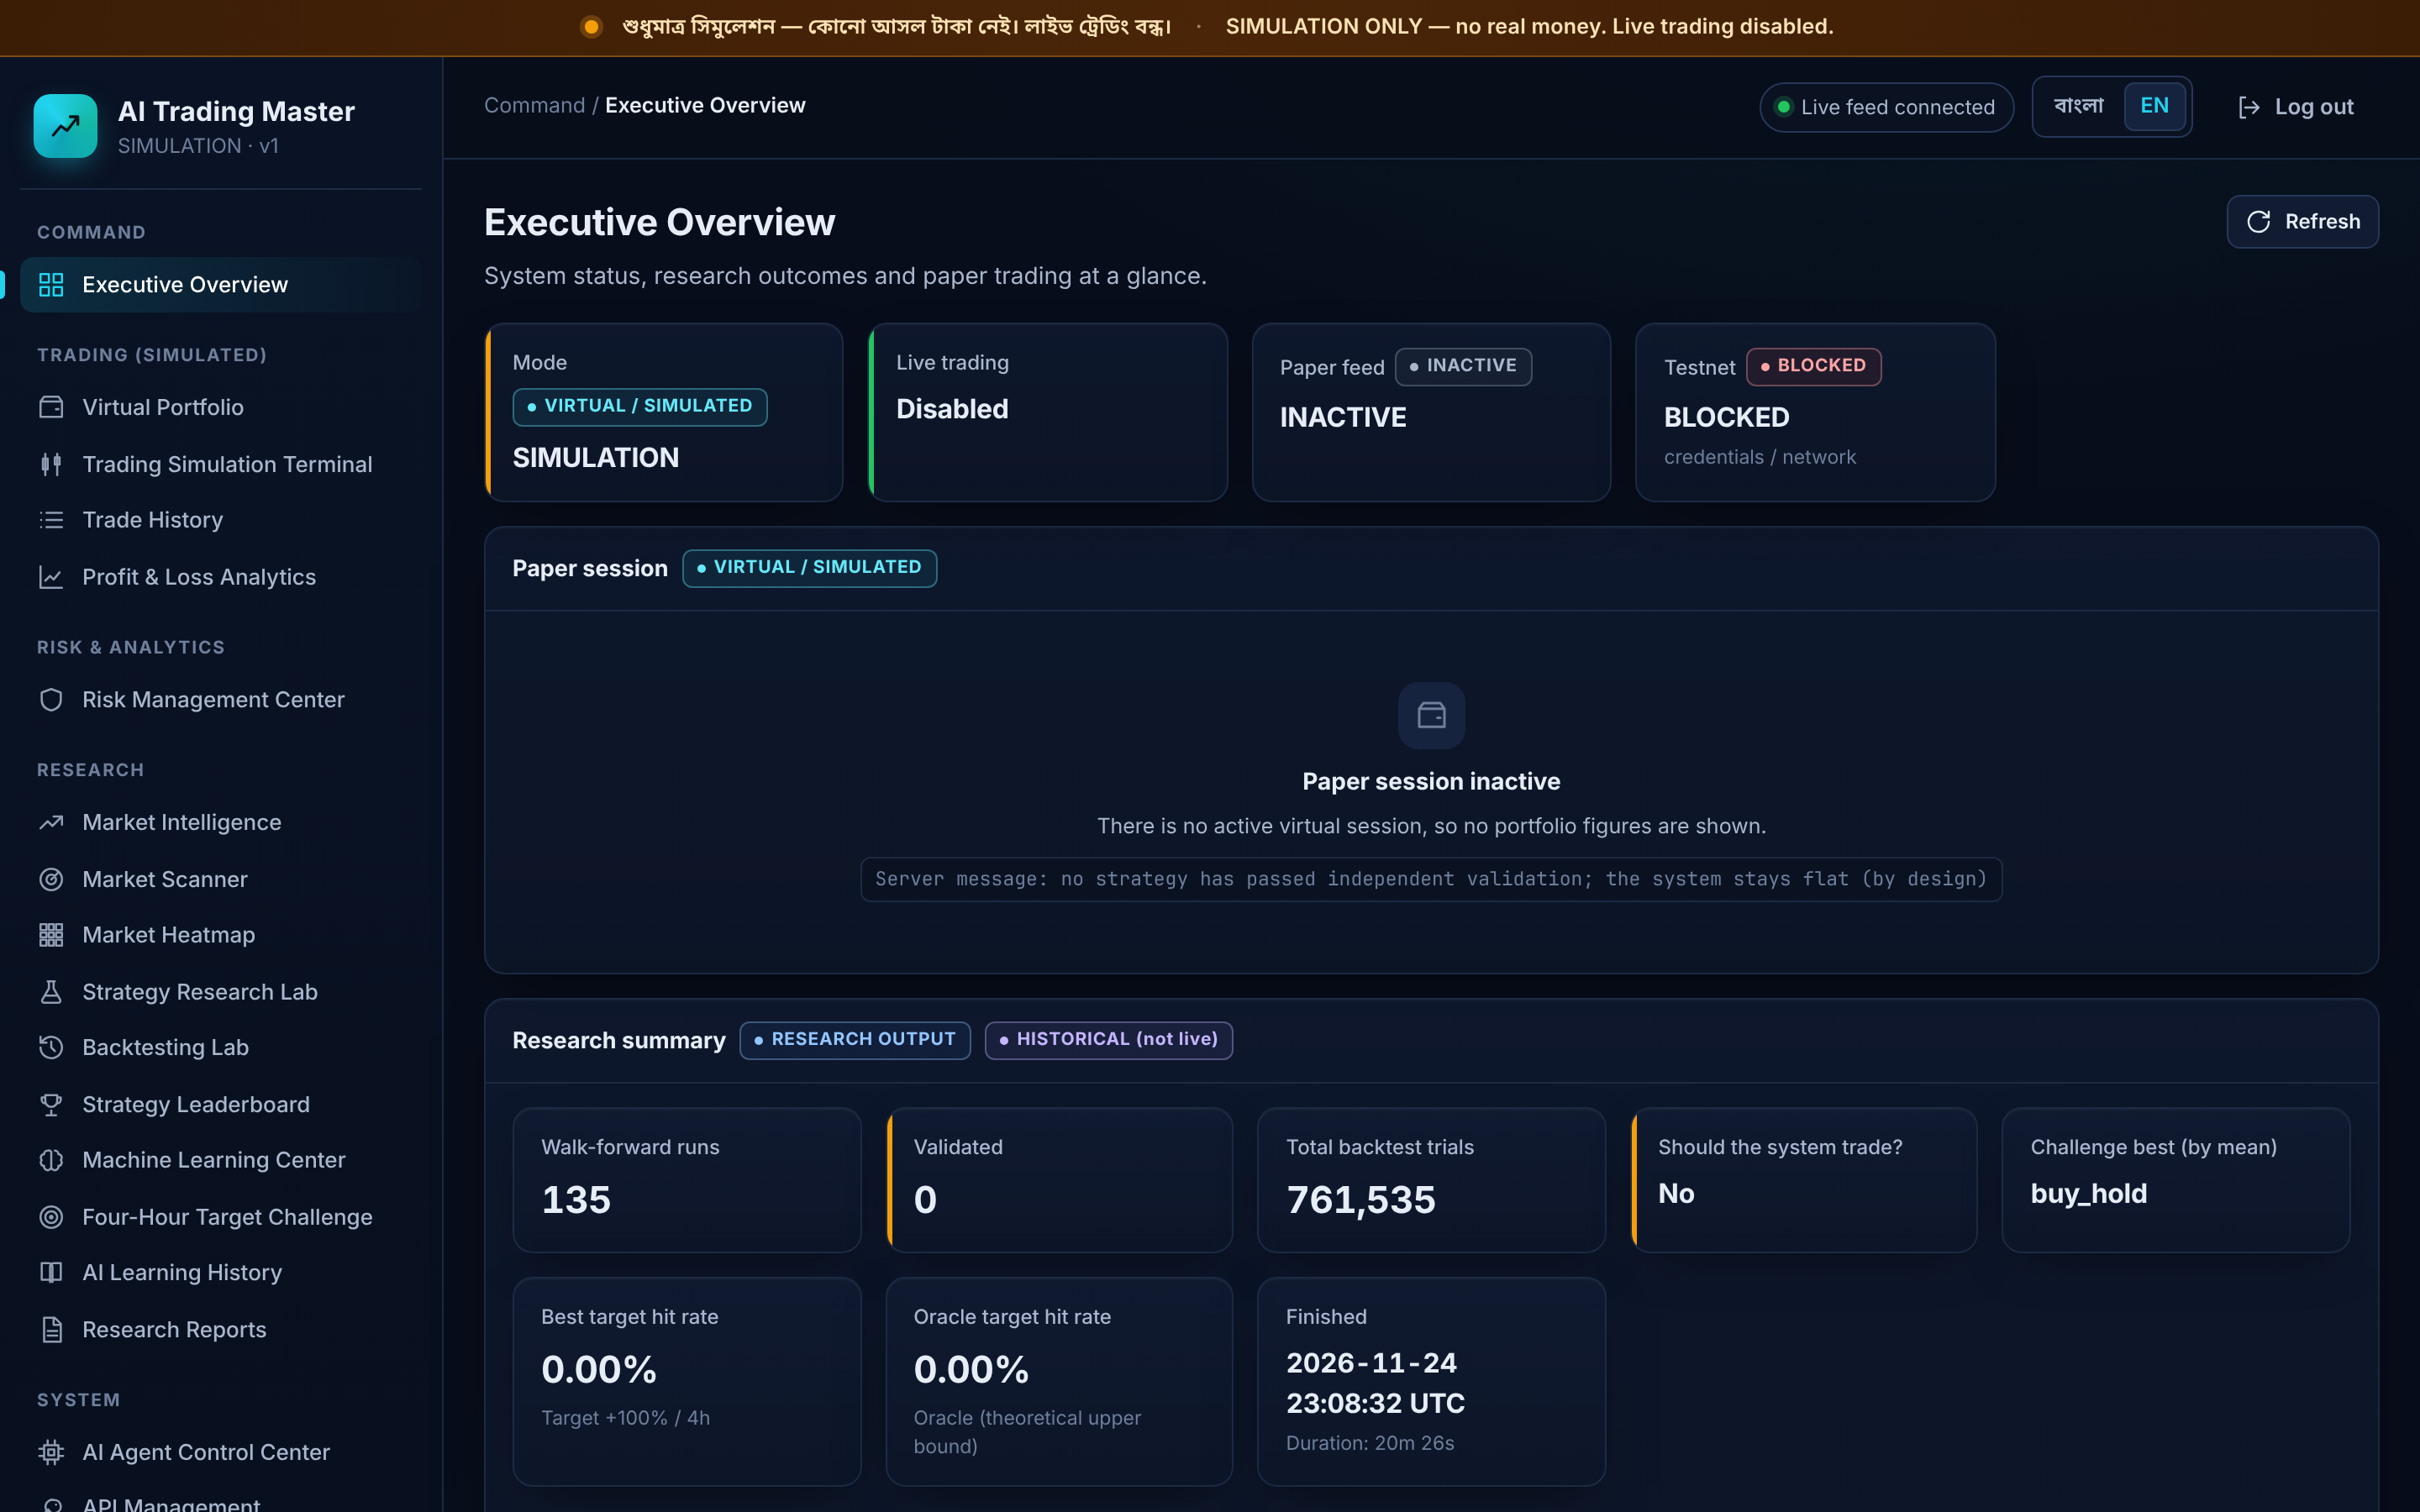 শুধুমাত্র সিমুলেশন — কোনো আসল টাকা নেই। লাইভ ট্রেডিং বন্ধ। · SIMULATION ONLY — no real money. Live trading disabled.
AI Trading Master
SIMULATION · v1
COMMAND
Executive Overview
TRADING (SIMULATED)
Virtual Portfolio
Trading Simulation Terminal
Trade History
Profit & Loss Analytics
RISK & ANALYTICS
Risk Management Center
RESEARCH
Market Intelligence
Market Scanner
Market Heatmap
Strategy Research Lab
Backtesting Lab
Strategy Leaderboard
Machine Learning Center
Four-Hour Target Challenge
AI Learning History
Research Reports
SYSTEM
AI Agent Control Center
API Management
Command / Executive Overview
Live feed connected
বাংলা EN
Log out
Executive Overview
Refresh
System status, research outcomes and paper trading at a glance.
Mode
VIRTUAL / SIMULATED
SIMULATION
Live trading
Disabled
Paper feed INACTIVE
INACTIVE
Testnet BLOCKED
BLOCKED
credentials / network
Paper session VIRTUAL / SIMULATED
Paper session inactive
There is no active virtual session, so no portfolio figures are shown.
Server message: no strategy has passed independent validation; the system stays flat (by design)
Research summary RESEARCH OUTPUT HISTORICAL (not live)
Walk-forward runs
135
Validated
0
Total backtest trials
761,535
Should the system trade?
No
Challenge best (by mean)
buy_hold
Best target hit rate
0.00%
Target +100% / 4h
Oracle target hit rate
0.00%
Oracle (theoretical upper
bound)
Finished
2026-11-24
23:08:32 UTC
Duration: 20m 26s